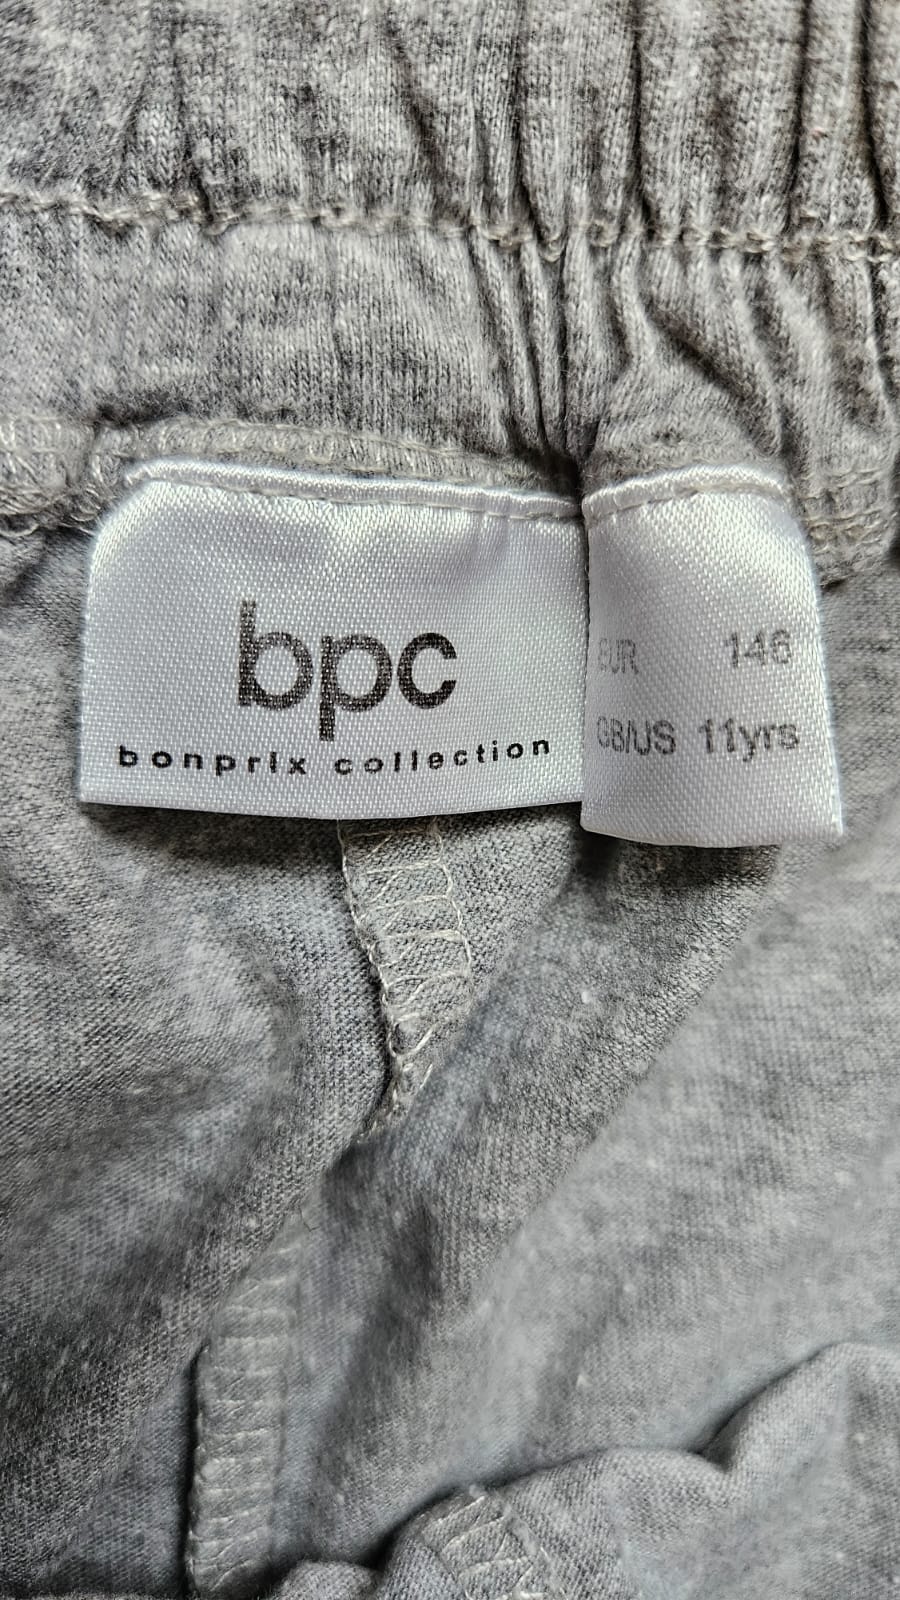 bpc
bonprix collection
EUR 146
GB/US 11yrs